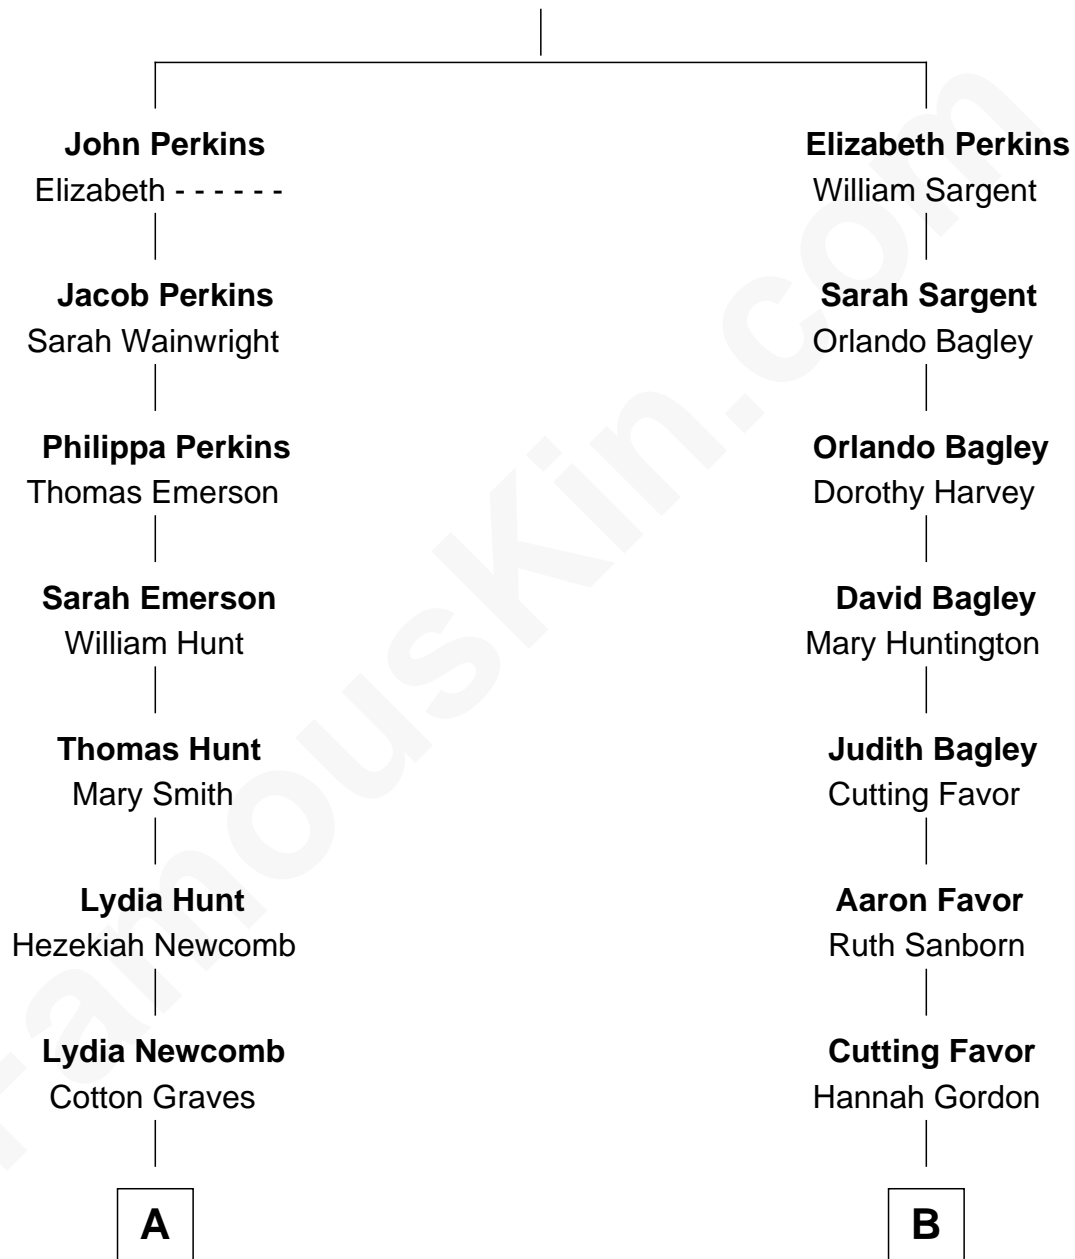 John Perkins
Elizabeth - - - - - -
Jacob Perkins
Sarah Wainwright
Philippa Perkins
Thomas Emerson
Sarah Emerson
William Hunt
Thomas Hunt
Mary Smith
Lydia Hunt
Hezekiah Newcomb
Lydia Newcomb
Cotton Graves
A
Elizabeth Perkins
William Sargent
Sarah Sargent
Orlando Bagley
Orlando Bagley
Dorothy Harvey
David Bagley
Mary Huntington
Judith Bagley
Cutting Favor
Aaron Favor
Ruth Sanborn
Cutting Favor
Hannah Gordon
B
FamousKin.com